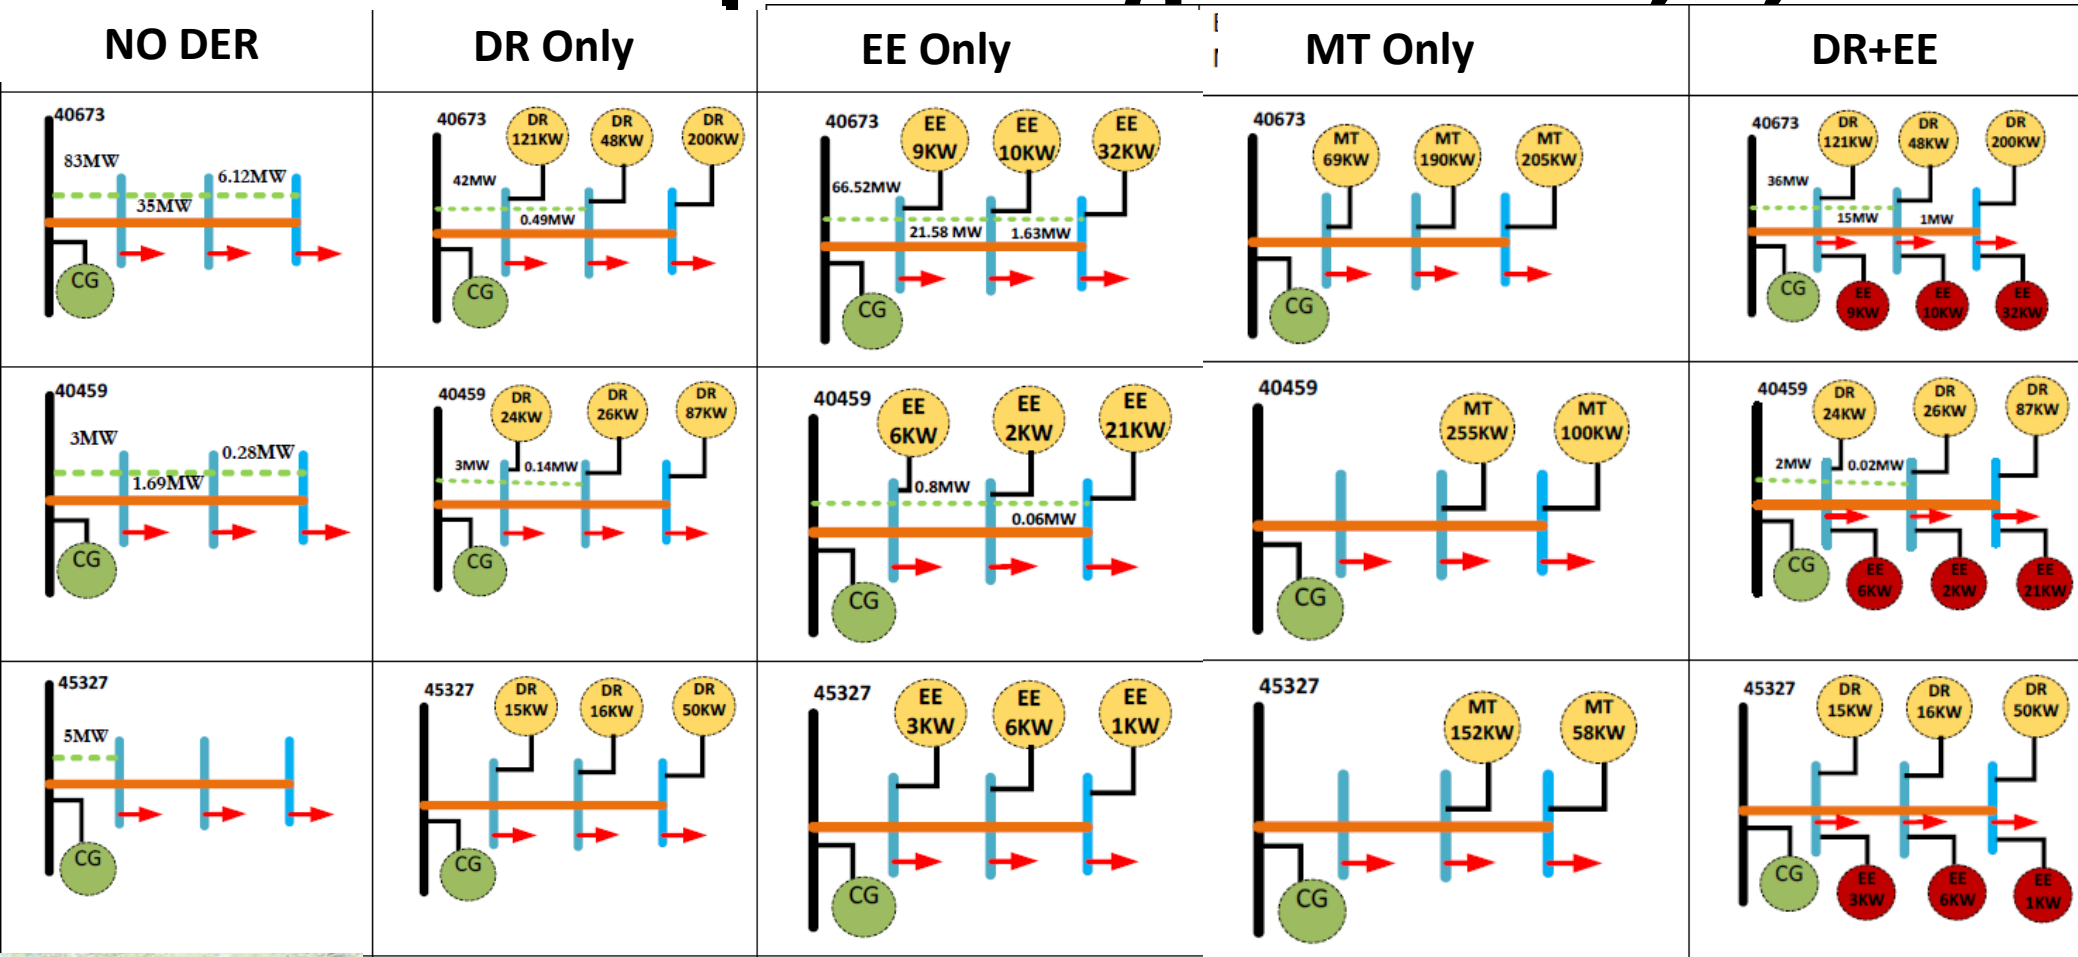 NO DER
DR Only
EE Only
MT Only
DR+EE
40673
83MW
6.12MW
35MW
CG
40673
DR
121KW
DR
48KW
DR
200KW
42MW
0.49MW
CG
40673
EE
9KW
EE
10KW
EE
32KW
66.52MW
21.58 MW
1.63MW
CG
40673
MT
69KW
MT
190KW
MT
205KW
CG
40673
DR
121KW
DR
48KW
DR
200KW
36MW
15MW
1MW
CG
EE
9KW
EE
10KW
EE
32KW
40459
3MW
0.28MW
1.69MW
CG
40459
DR
24KW
DR
26KW
DR
87KW
3MW
0.14MW
CG
40459
EE
6KW
EE
2KW
EE
21KW
0.8MW
0.06MW
CG
40459
MT
255KW
MT
100KW
CG
40459
DR
24KW
DR
26KW
DR
87KW
2MW
0.02MW
CG
EE
6KW
EE
2KW
EE
21KW
45327
5MW
CG
45327
DR
15KW
DR
16KW
DR
50KW
CG
45327
EE
3KW
EE
6KW
EE
1KW
CG
45327
MT
152KW
MT
58KW
CG
45327
DR
15KW
DR
16KW
DR
50KW
CG
EE
3KW
EE
6KW
EE
1KW